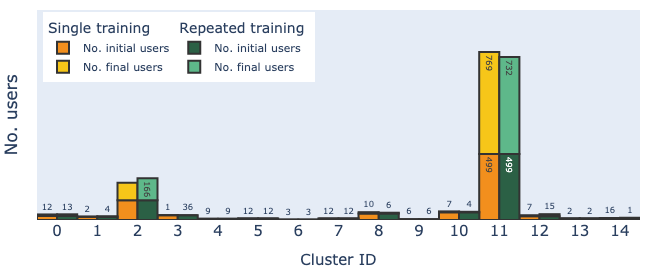 Single training Repeated training
No. initial users No. initial users
No. final users No. final users
No. users
769 732
166
499 499
12 13 2 4 1 36 9 9 12 12 3 3 12 12 10 6 6 6 7 4 7 15 2 2 16 1
0 1 2 3 4 5 6 7 8 9 10 11 12 13 14
Cluster ID